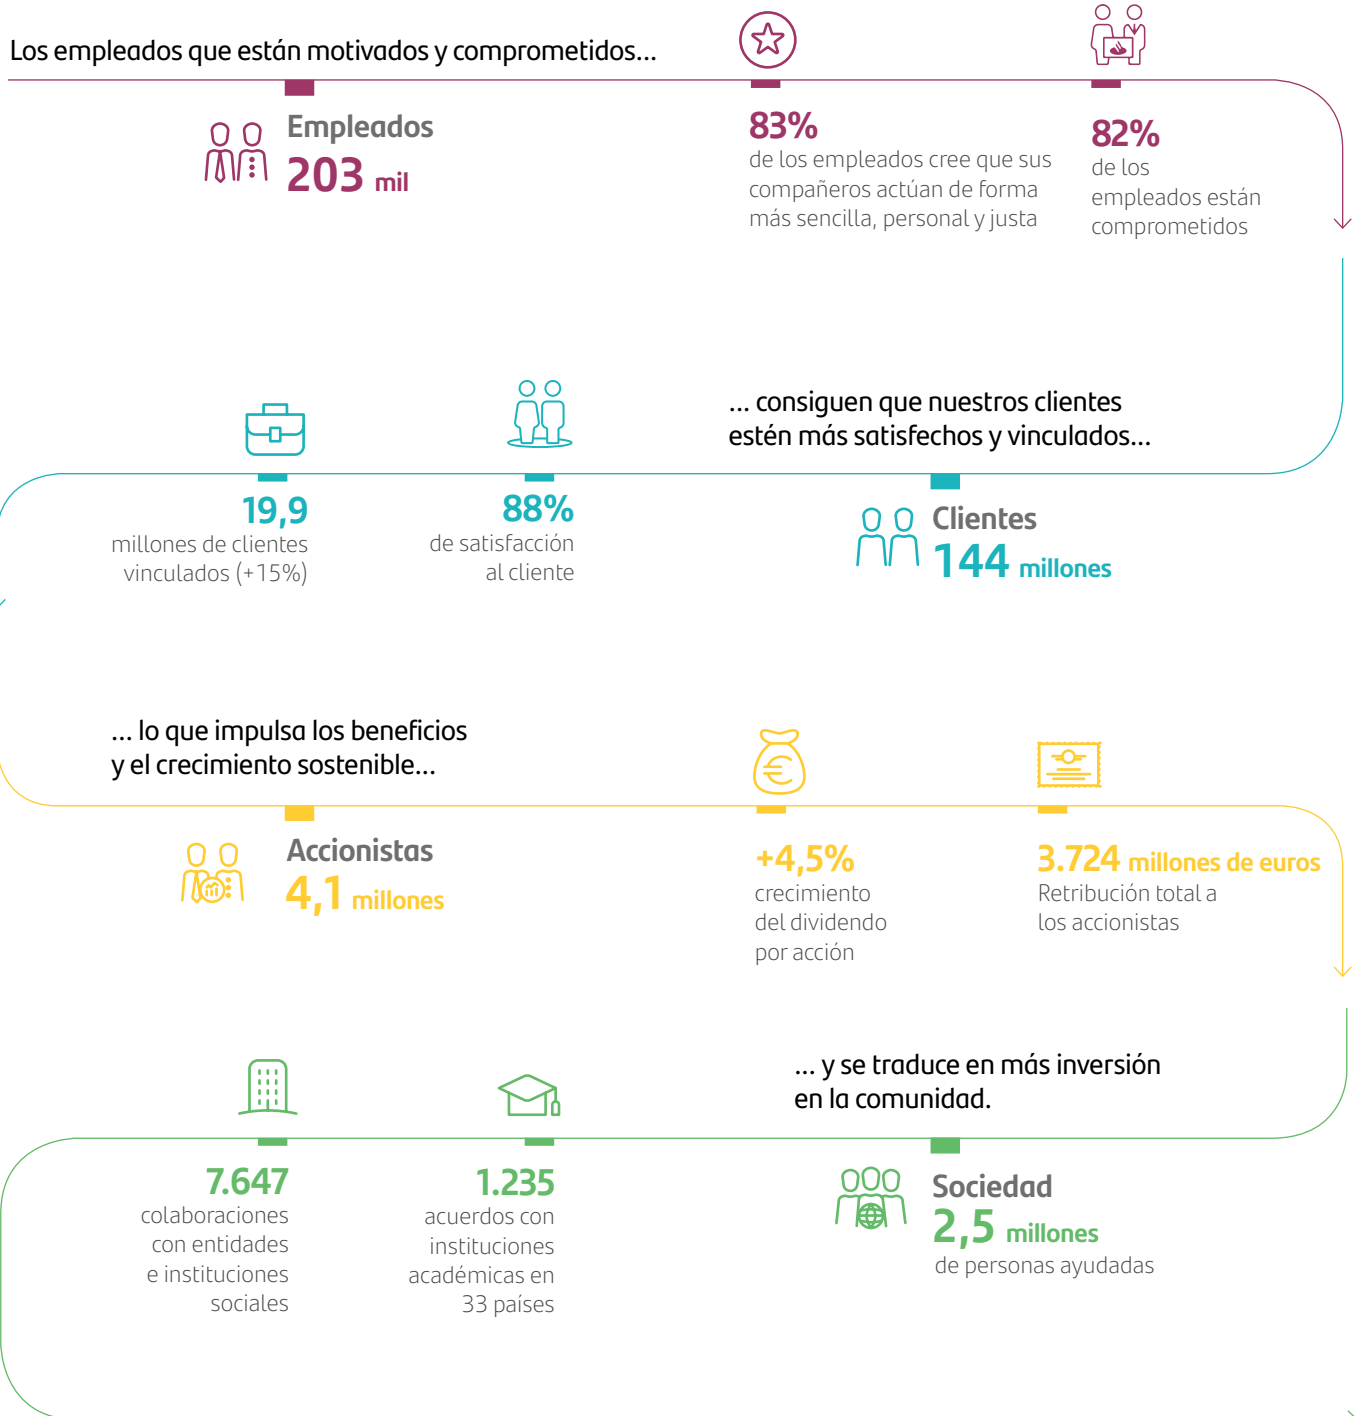 Los empleados que están motivados y comprometidos...
Empleados
203 mil
83%
de los empleados cree que sus
compañeros actúan de forma
más sencilla, personal y justa
82%
de los
empleados están
comprometidos
... consiguen que nuestros clientes
estén más satisfechos y vinculados...
19,9
millones de clientes
vinculados (+15%)
88%
de satisfacción
al cliente
Clientes
144 millones
... lo que impulsa los beneficios
y el crecimiento sostenible...
Accionistas
4,1 millones
+4,5%
crecimiento
del dividendo
por acción
3.724 millones de euros
Retribución total a
los accionistas
... y se traduce en más inversión
en la comunidad.
7.647
colaboraciones
con entidades
e instituciones
sociales
1.235
acuerdos con
instituciones
académicas en
33 países
Sociedad
2,5 millones
de personas ayudadas